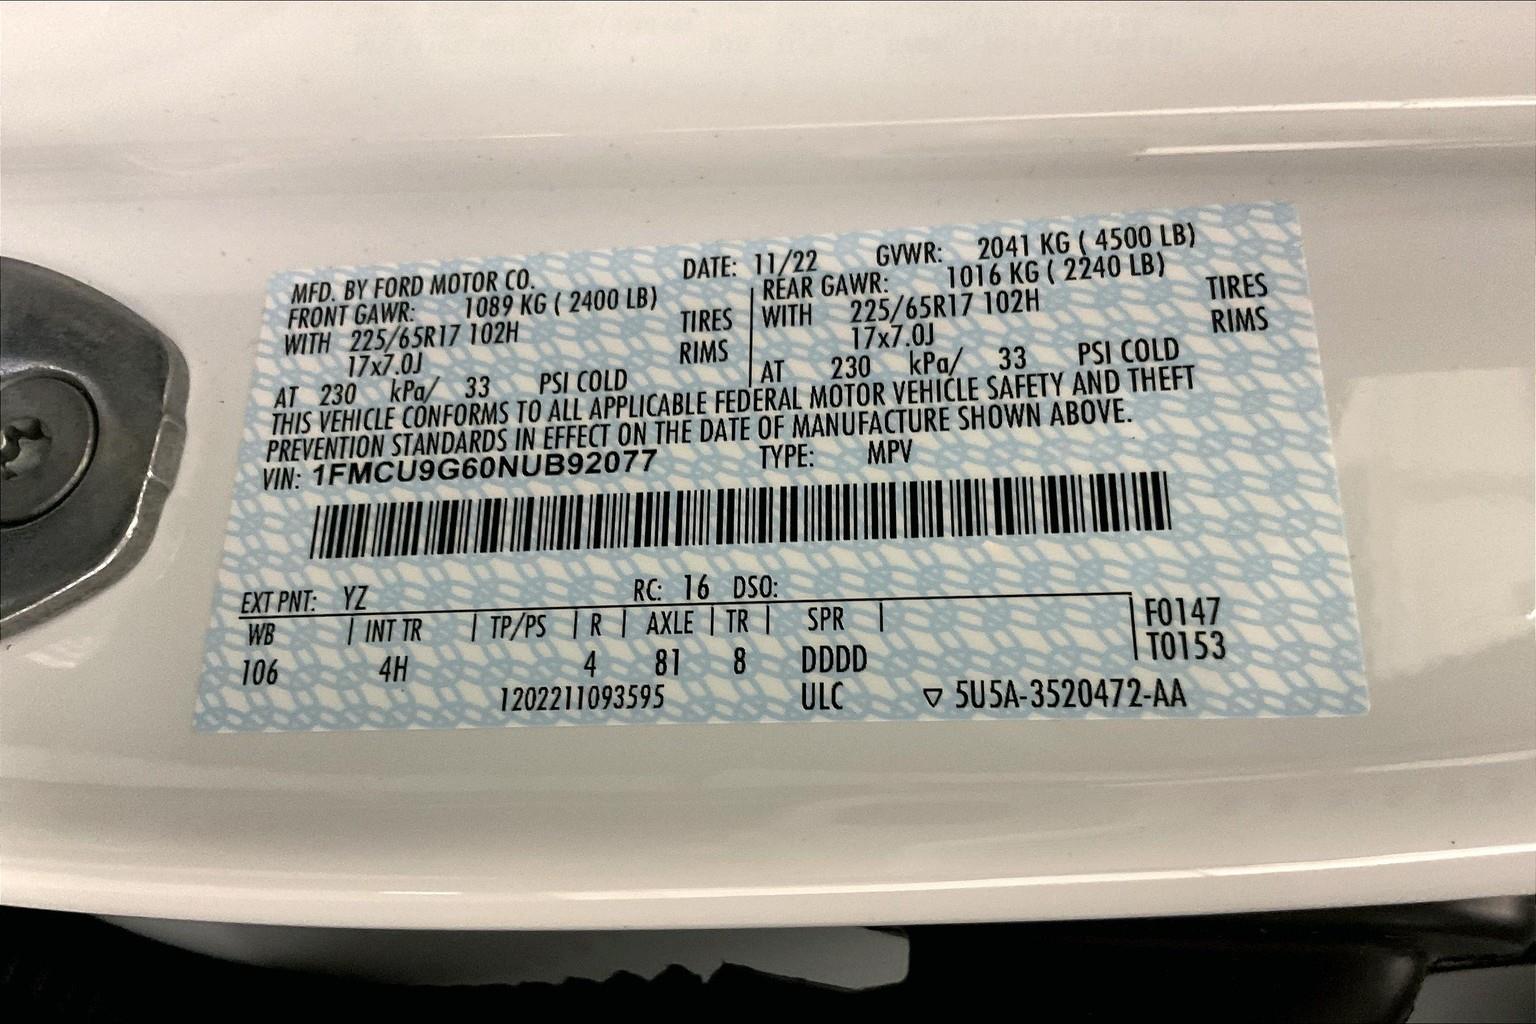 MFD. BY FORD MOTOR CO. DATE: 11/22 GVWR: 2041 KG ( 4500 LB)
FRONT GAWR: 1089 KG ( 2400 LB) REAR GAWR: 1016 KG ( 2240 LB)
WITH 225/65R17 102H TIRES WITH 225/65R17 102H TIRES
17x7.0J RIMS 17x7.0J RIMS
AT 230 kPa/ 33 PSI COLD AT 230 kPa/ 33 PSI COLD
THIS VEHICLE CONFORMS TO ALL APPLICABLE FEDERAL MOTOR VEHICLE SAFETY AND THEFT
PREVENTION STANDARDS IN EFFECT ON THE DATE OF MANUFACTURE SHOWN ABOVE.
VIN: 1FMCU9G60NUB92077 TYPE: MPV
EXT PNT: YZ RC: 16 DSO:
WB | INT TR | TP/PS | R | AXLE | TR | SPR | F0147
T0153
106 4H 4 81 8 DDDD
1202211093595 ULC ▽ 5U5A-3520472-AA